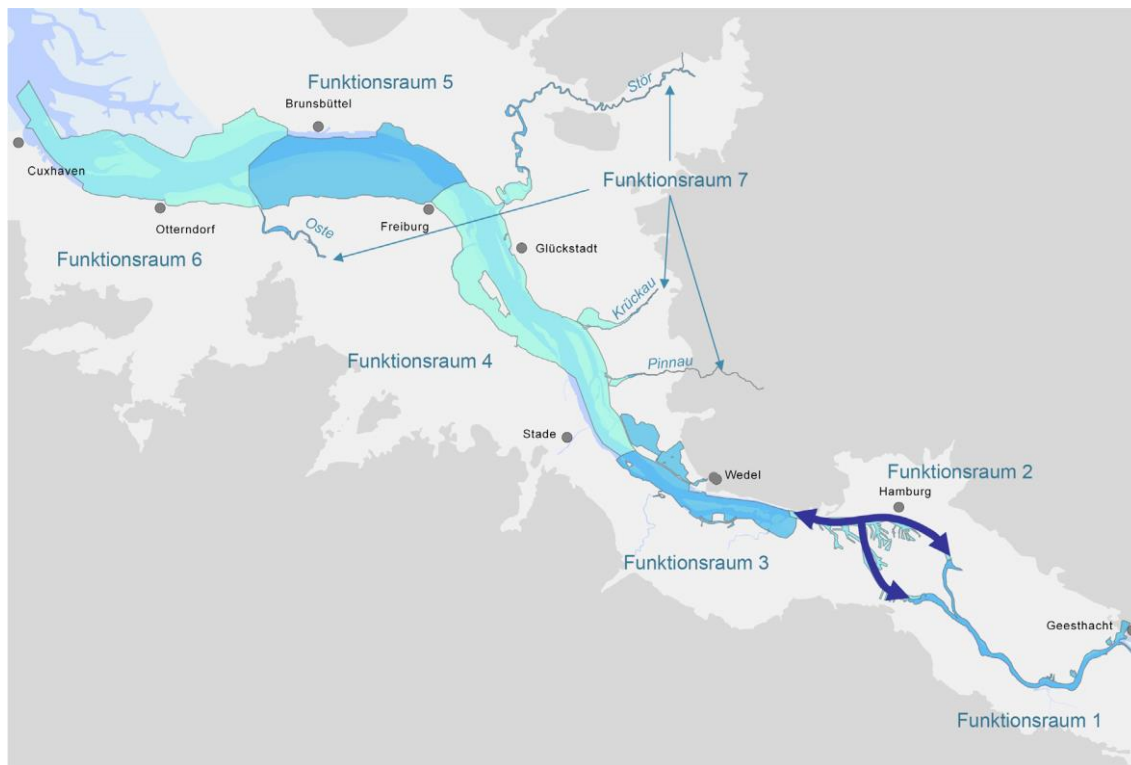 Funktionsraum 5
Brunsbüttel
Stör
Cuxhaven
Funktionsraum 7
Otterndorf
Oste
Freiburg
Glückstadt
Funktionsraum 6
Krückau
Funktionsraum 4
Pinnau
Stade
Wedel
Funktionsraum 2
Hamburg
Funktionsraum 3
Geesthacht
Funktionsraum 1